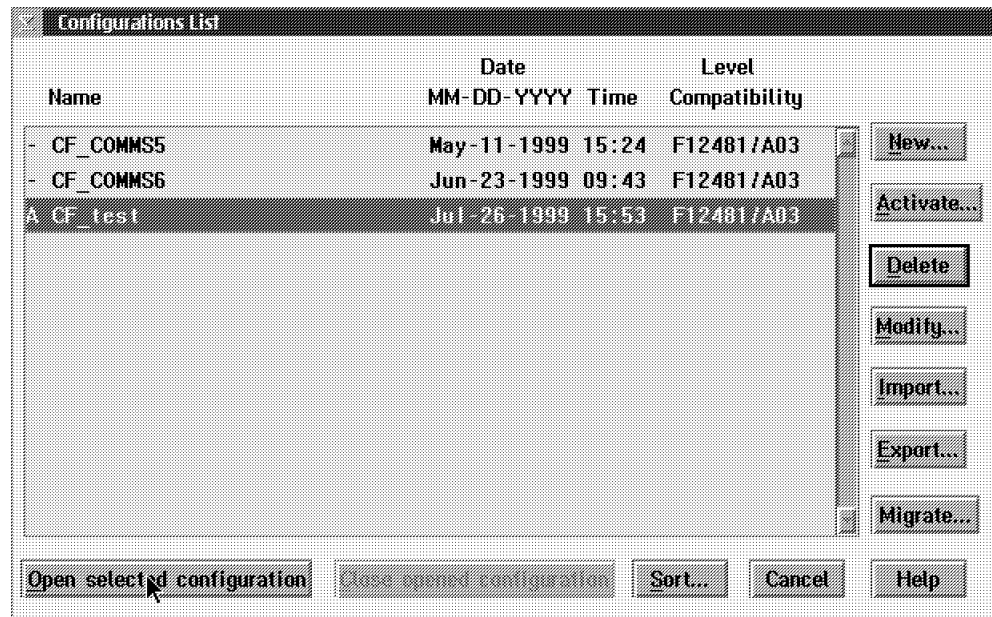 Configurations List
Date Level
Name MM-DD-YYYY Time Compatibility
- CF_COMMS5 May-11-1999 15:24 F12481/A03
- CF_COMMS6 Jun-23-1999 09:43 F12481/A03
A CF_test Jul-26-1999 15:53 F12481/A03
New...
Activate...
Delete
Modify...
Import...
Export...
Migrate...
Open selected configuration Close opened configuration Sort... Cancel Help